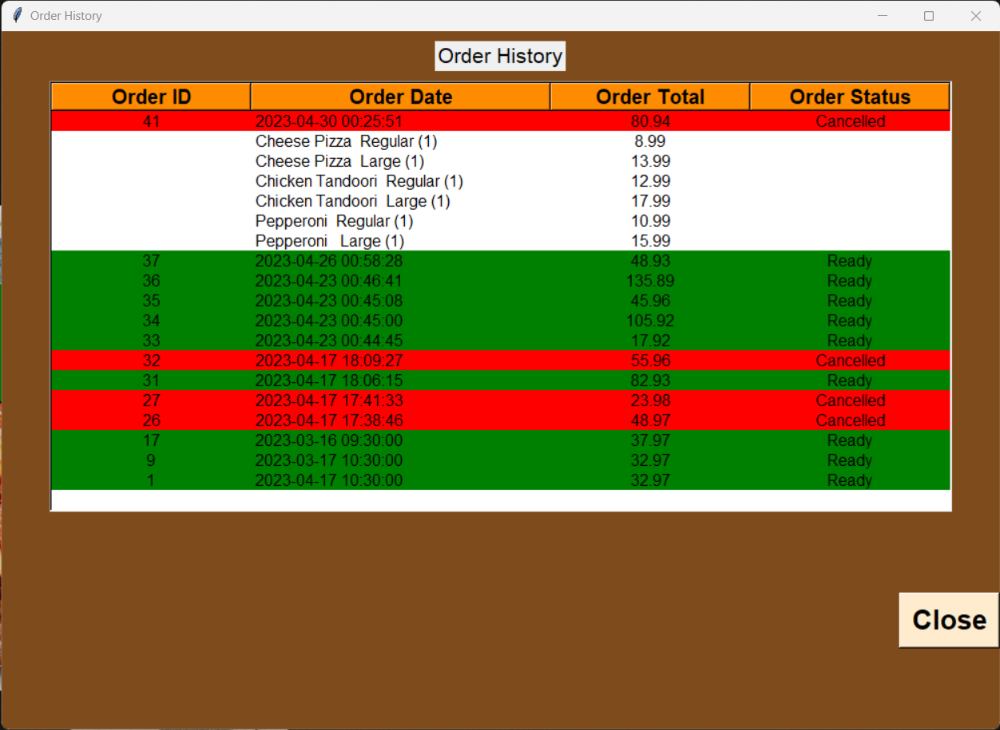 Order History
Order History
Order ID Order Date Order Total Order Status
41 2023-04-30 00:25:51 80.94 Cancelled
Cheese Pizza  Regular (1) 8.99
Cheese Pizza  Large (1) 13.99
Chicken Tandoori  Regular (1) 12.99
Chicken Tandoori  Large (1) 17.99
Pepperoni  Regular (1) 10.99
Pepperoni   Large (1) 15.99
37 2023-04-26 00:58:28 48.93 Ready
36 2023-04-23 00:46:41 135.89 Ready
35 2023-04-23 00:45:08 45.96 Ready
34 2023-04-23 00:45:00 105.92 Ready
33 2023-04-23 00:44:45 17.92 Ready
32 2023-04-17 18:09:27 55.96 Cancelled
31 2023-04-17 18:06:15 82.93 Ready
27 2023-04-17 17:41:33 23.98 Cancelled
26 2023-04-17 17:38:46 48.97 Cancelled
17 2023-03-16 09:30:00 37.97 Ready
9 2023-03-17 10:30:00 32.97 Ready
1 2023-04-17 10:30:00 32.97 Ready
Close